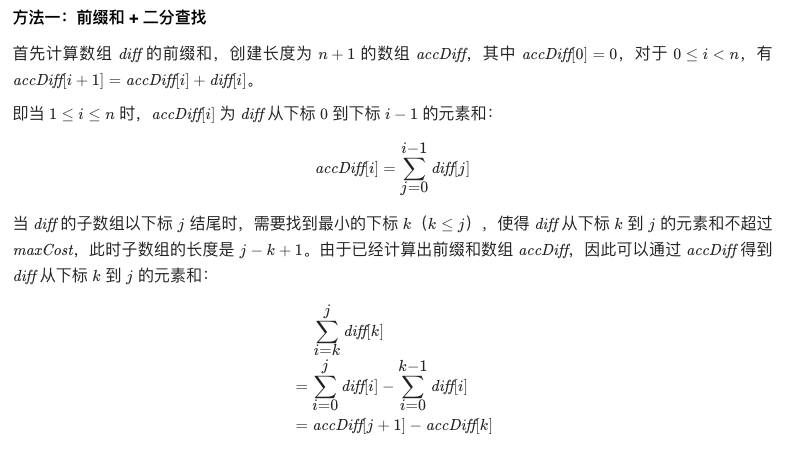 方法一：前缀和 + 二分查找
首先计算数组 diff 的前缀和，创建长度为 n + 1 的数组 accDiff，其中 accDiff[0] = 0，对于 0 ≤ i < n，有
accDiff[i + 1] = accDiff[i] + diff[i]。
即当 1 ≤ i ≤ n 时，accDiff[i] 为 diff 从下标 0 到下标 i − 1 的元素和：
i−1
accDiff[i] = ∑ diff[j]
j=0
当 diff 的子数组以下标 j 结尾时，需要找到最小的下标 k（k ≤ j），使得 diff 从下标 k 到 j 的元素和不超过
maxCost，此时子数组的长度是 j − k + 1。由于已经计算出前缀和数组 accDiff，因此可以通过 accDiff 得到
diff 从下标 k 到 j 的元素和：
j
∑ diff[k]
i=k
j k−1
= ∑ diff[i] − ∑ diff[i]
i=0 i=0
= accDiff[j + 1] − accDiff[k]